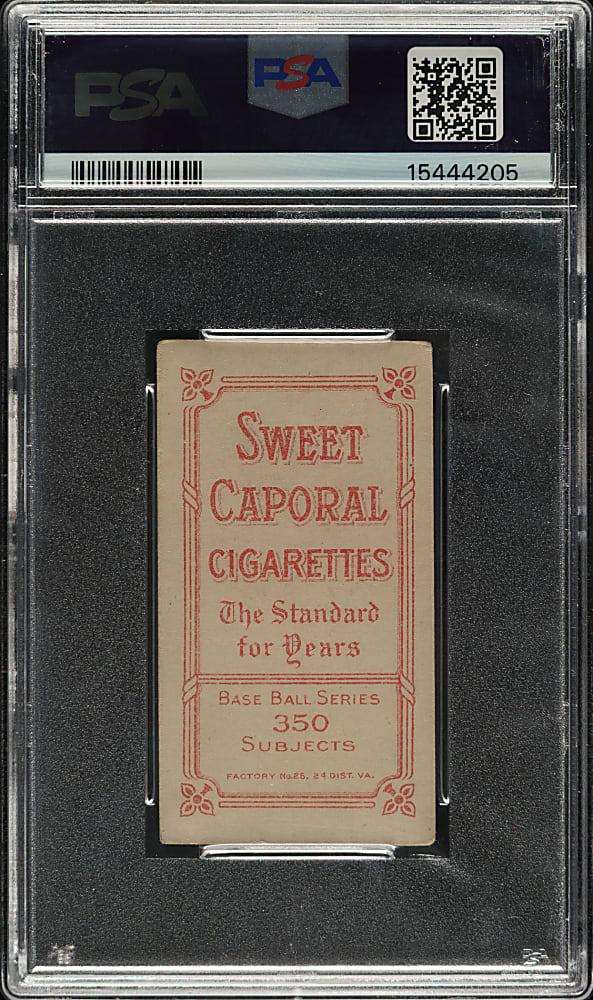 PSA
PSA
15444205
SWEET
CAPORAL
CIGARETTES
The Standard
for Years
BASE BALL SERIES
350
SUBJECTS
FACTORY No. 25, 2d DIST. VA.